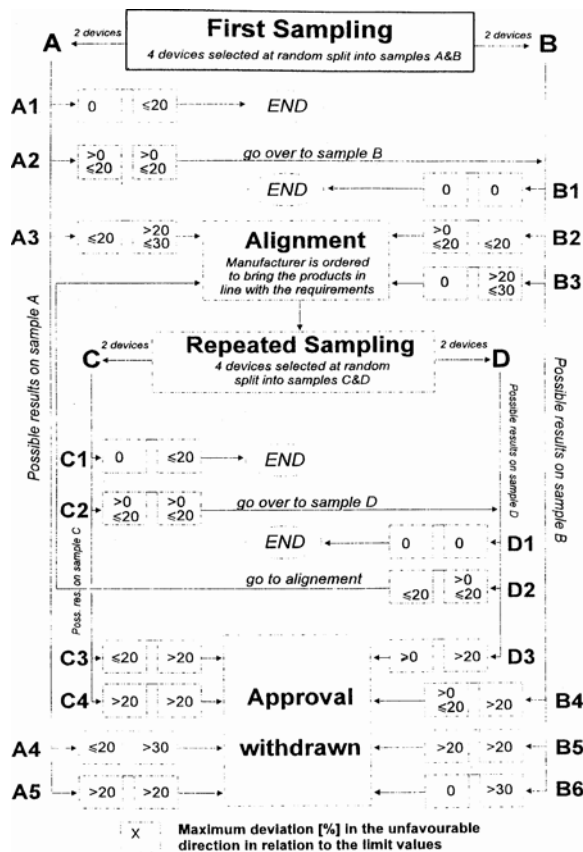 First Sampling
4 devices selected at random split into samples A&B
A 2 devices
2 devices B
A1 0 ≤20 END
A2 >0 ≤20 >0 ≤20 go over to sample B
END 0 0 B1
A3 ≤20 >20 ≤30
Alignment
Manufacturer is ordered
to bring the products in
line with the requirements
>0 ≤20 ≤20 B2
0 >20 ≤30 B3
Repeated Sampling
4 devices selected at random
split into samples C&D
C 2 devices
2 devices D
Possible results on sample A
Possible results on sample B
Poss. res. on sample C
Possible results on sample D
C1 0 ≤20 END
C2 >0 ≤20 >0 ≤20 go over to sample D
END 0 0 D1
go to alignement ≤20 >0 ≤20 D2
C3 ≤20 >20
⩾0 >20 D3
C4 >20 >20
Approval
withdrawn
>0 ≤20 >20 B4
A4 ≤20 >30
>20 >20 B5
A5 >20 >20
0 >30 B6
X Maximum deviation [%] in the unfavourable
direction in relation to the limit values